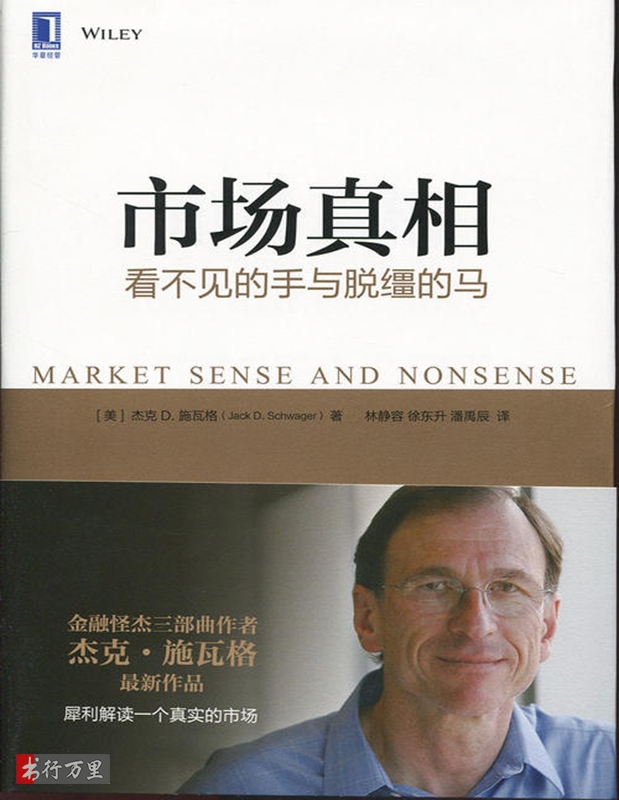 HZ BOOKS
华章经管
WILEY
市场真相
看不见的手与脱缰的马
MARKET SENSE AND NONSENSE
［美］杰克 D. 施瓦格（Jack D. Schwager）著 林静容 徐东升 潘禹辰 译
金融怪杰三部曲作者
杰克·施瓦格
最新作品
犀利解读一个真实的市场
书行万里